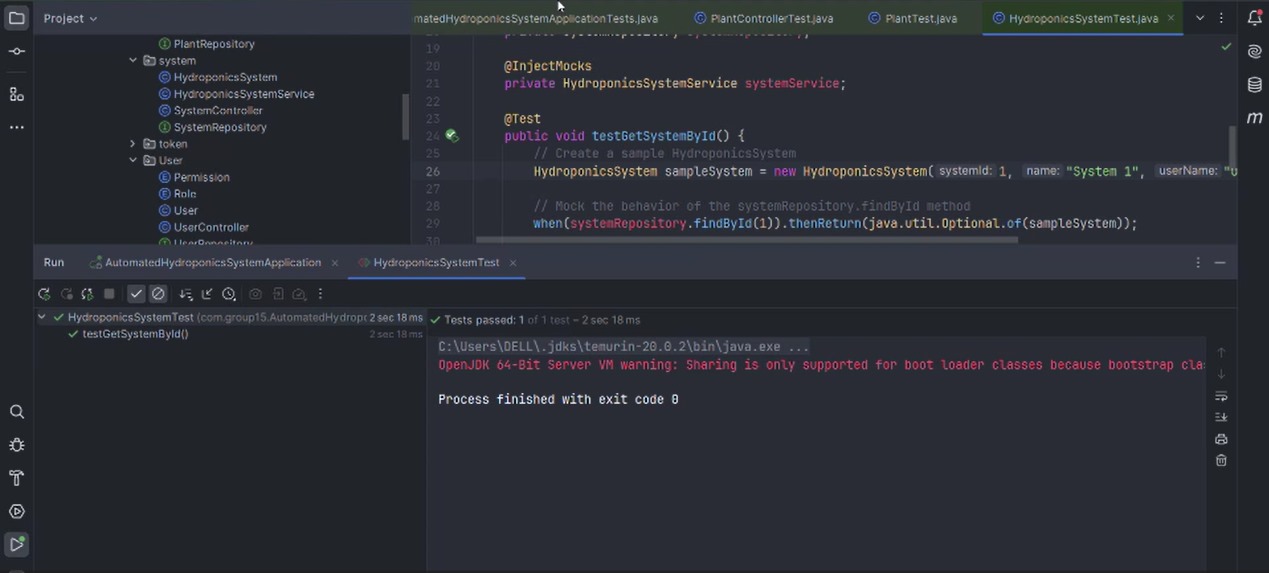 Project
matedHydroponicsSystemApplicationTests.java
PlantControllerTest.java
PlantTest.java
HydroponicsSystemTest.java
PlantRepository
system
HydroponicsSystem
HydroponicsSystemService
SystemController
SystemRepository
token
User
Permission
Role
User
UserController
UserRepository
19
20 @InjectMocks
21 private HydroponicsSystemService systemService;
22
23 @Test
24 public void testGetSystemById() {
25 // Create a sample HydroponicsSystem
26 HydroponicsSystem sampleSystem = new HydroponicsSystem( systemId: 1, name: "System 1", userName: "u
27
28 // Mock the behavior of the systemRepository.findById method
29 when(systemRepository.findById(1)).thenReturn(java.util.Optional.of(sampleSystem));
30
Run
AutomatedHydroponicsSystemApplication
HydroponicsSystemTest
HydroponicsSystemTest (com.group15.AutomatedHydropo 2 sec 18 ms
testGetSystemById() 2 sec 18 ms
Tests passed: 1 of 1 test – 2 sec 18 ms
C:\Users\DELL\.jdks\temurin-20.0.2\bin\java.exe ...
OpenJDK 64-Bit Server VM warning: Sharing is only supported for boot loader classes because bootstrap clas
Process finished with exit code 0